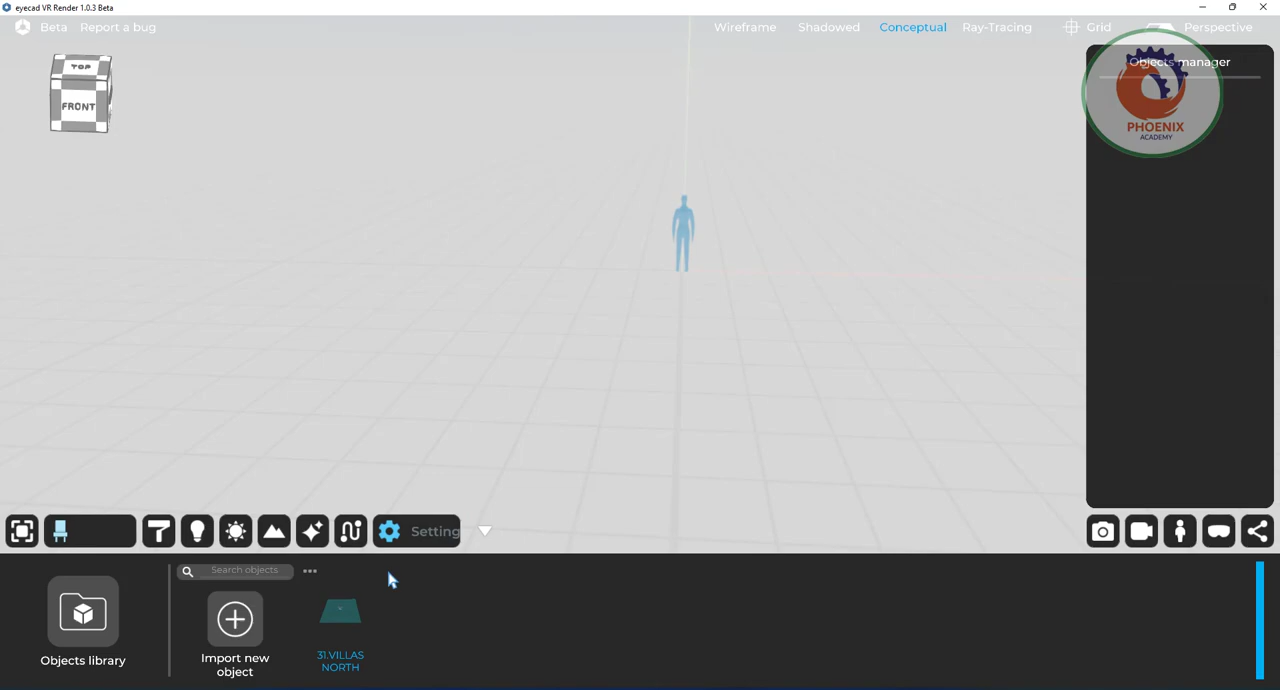 eyecad VR Render 1.0.3 Beta
Beta Report a bug
Wireframe Shadowed Conceptual Ray-Tracing Grid Perspective
TOP
FRONT
Objects manager
PHOENIX
ACADEMY
Setting
Search objects
Objects library
Import new
object
31.VILLAS
NORTH